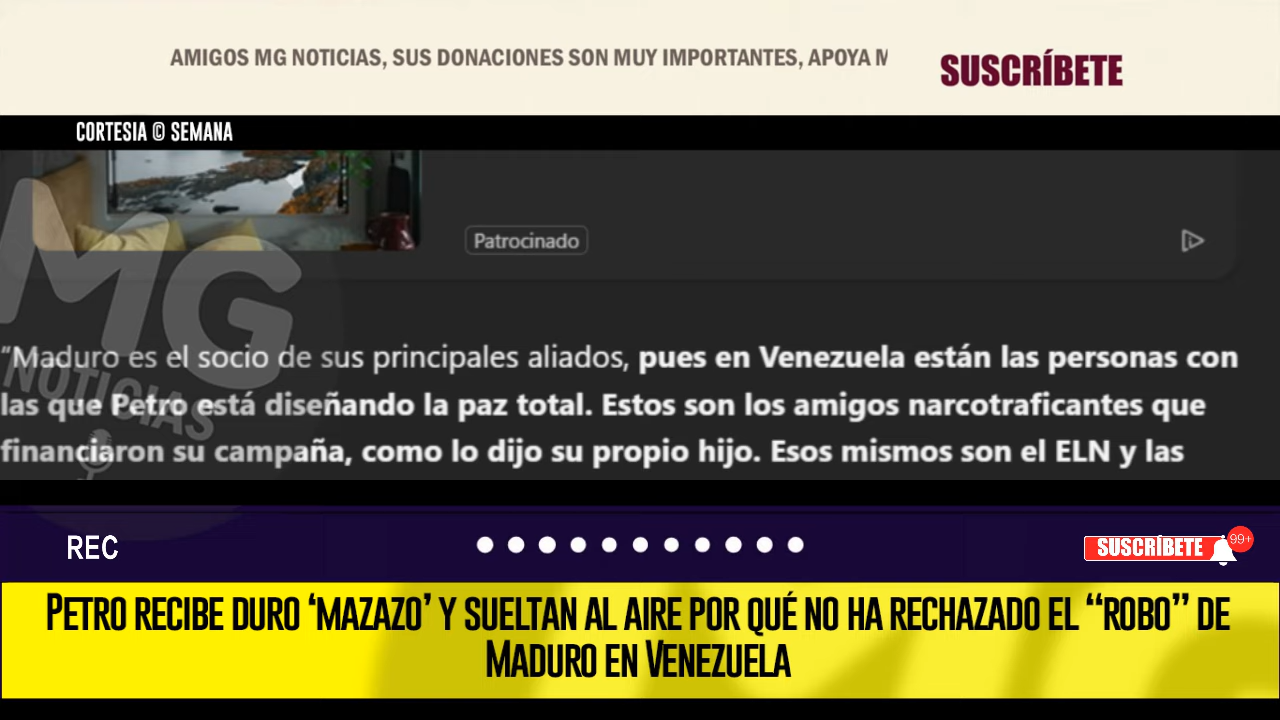 AMIGOS MG NOTICIAS, SUS DONACIONES SON MUY IMPORTANTES, APOYA M
SUSCRÍBETE
CORTESIA © SEMANA
Patrocinado
MG
NOTICIAS
“Maduro es el socio de sus principales aliados, pues en Venezuela están las personas con
las que Petro está diseñando la paz total. Estos son los amigos narcotraficantes que
financiaron su campaña, como lo dijo su propio hijo. Esos mismos son el ELN y las
REC
SUSCRÍBETE 99+
PETRO RECIBE DURO ‘MAZAZO’ Y SUELTAN AL AIRE POR QUÉ NO HA RECHAZADO EL “ROBO” DE
MADURO EN VENEZUELA